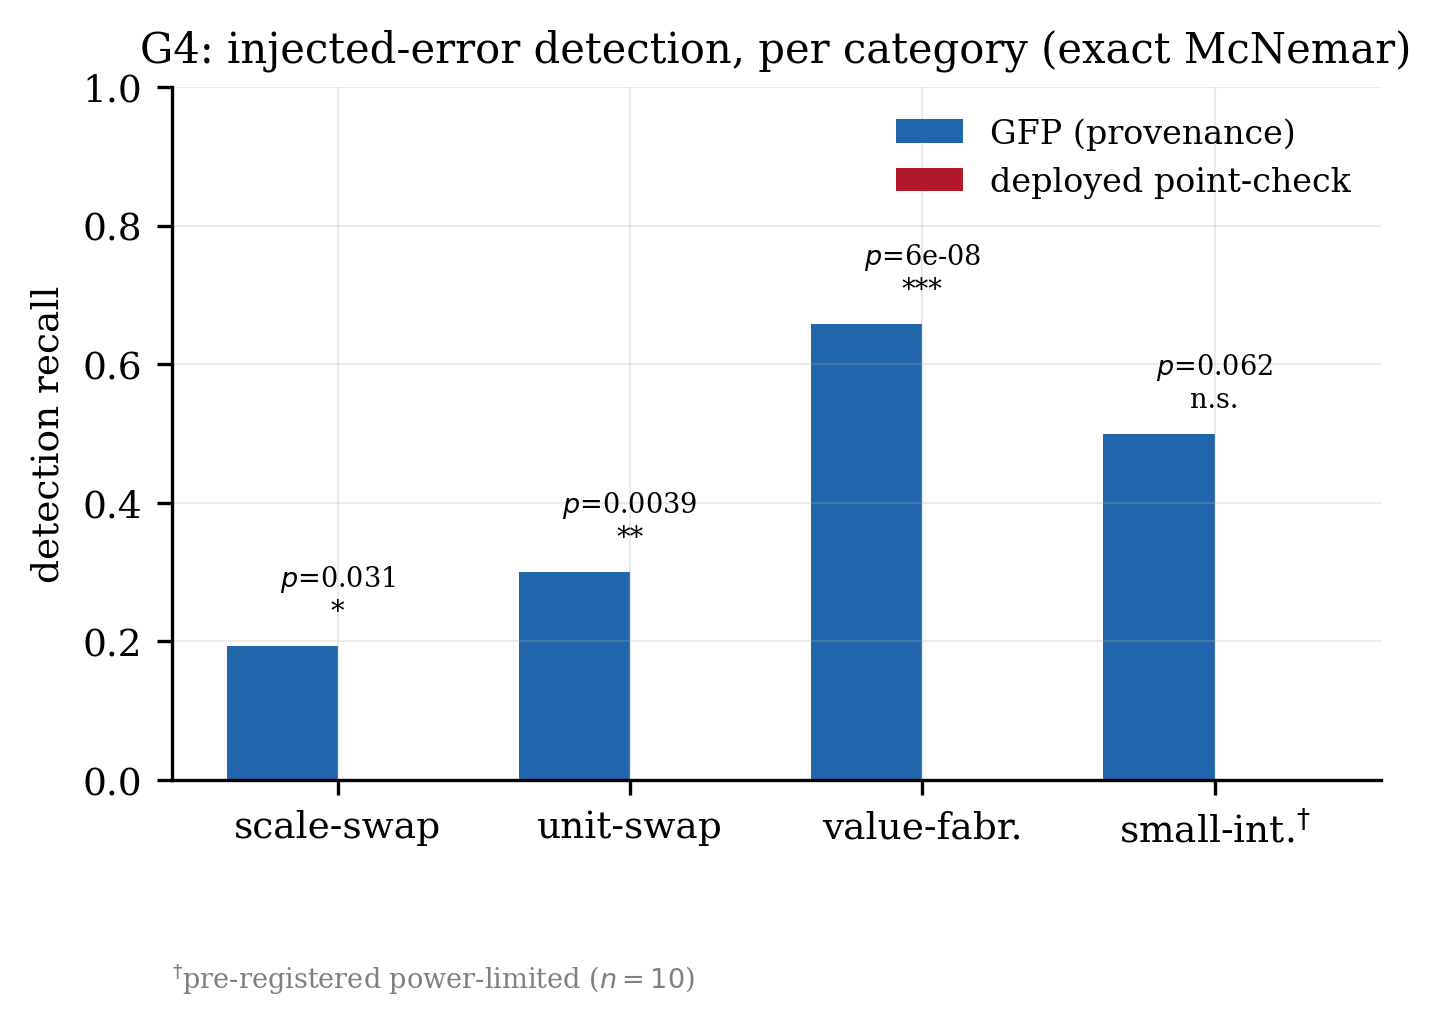 G4: injected-error detection, per category (exact McNemar)
1.0
0.8
0.6
0.4
0.2
0.0
detection recall
GFP (provenance)
deployed point-check
p=0.031
*
p=0.0039
**
p=6e-08
***
p=0.062
n.s.
scale-swap
unit-swap
value-fabr.
small-int.†
†pre-registered power-limited (n = 10)